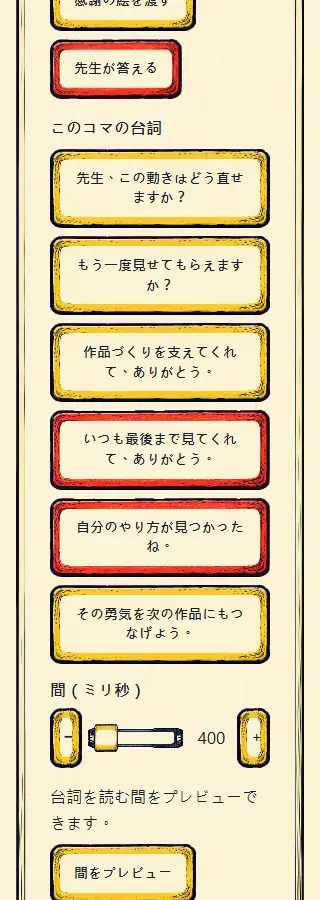 感謝の絵を渡す
先生が答える
このコマの台詞
先生、この動きはどう直せ
ますか？
もう一度見せてもらえます
か？
作品づくりを支えてくれ
て、ありがとう。
いつも最後まで見てくれ
て、ありがとう。
自分のやり方が見つかった
ね。
その勇気を次の作品にもつ
なげよう。
間 ( ミリ秒 )
− 400 +
台詞を読む間をプレビューで
きます。
間をプレビュー